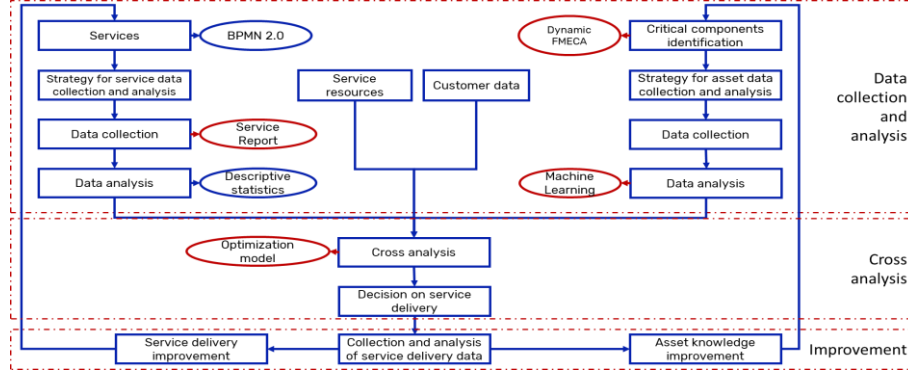 Services
BPMN 2.0
Dynamic
FMECA
Critical components
identification
Strategy for service data
collection and analysis
Service
resources
Customer data
Strategy for asset data
collection and analysis
Data
collection
and
analysis
Data collection
Service
Report
Data collection
Data analysis
Descriptive
statistics
Machine
Learning
Data analysis
Optimization
model
Cross analysis
Cross
analysis
Decision on service
delivery
Service delivery
improvement
Collection and analysis
of service delivery data
Asset knowledge
improvement
Improvement